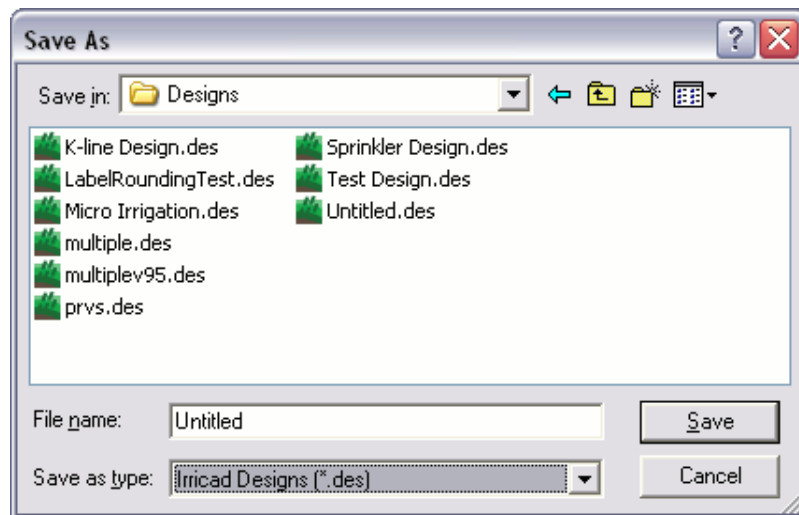 Save As
Save in: Designs
K-line Design.des
LabelRoundingTest.des
Micro Irrigation.des
multiple.des
multiplev95.des
prvs.des
Sprinkler Design.des
Test Design.des
Untitled.des
File name: Untitled Save
Save as type: Irricad Designs (*.des) Cancel